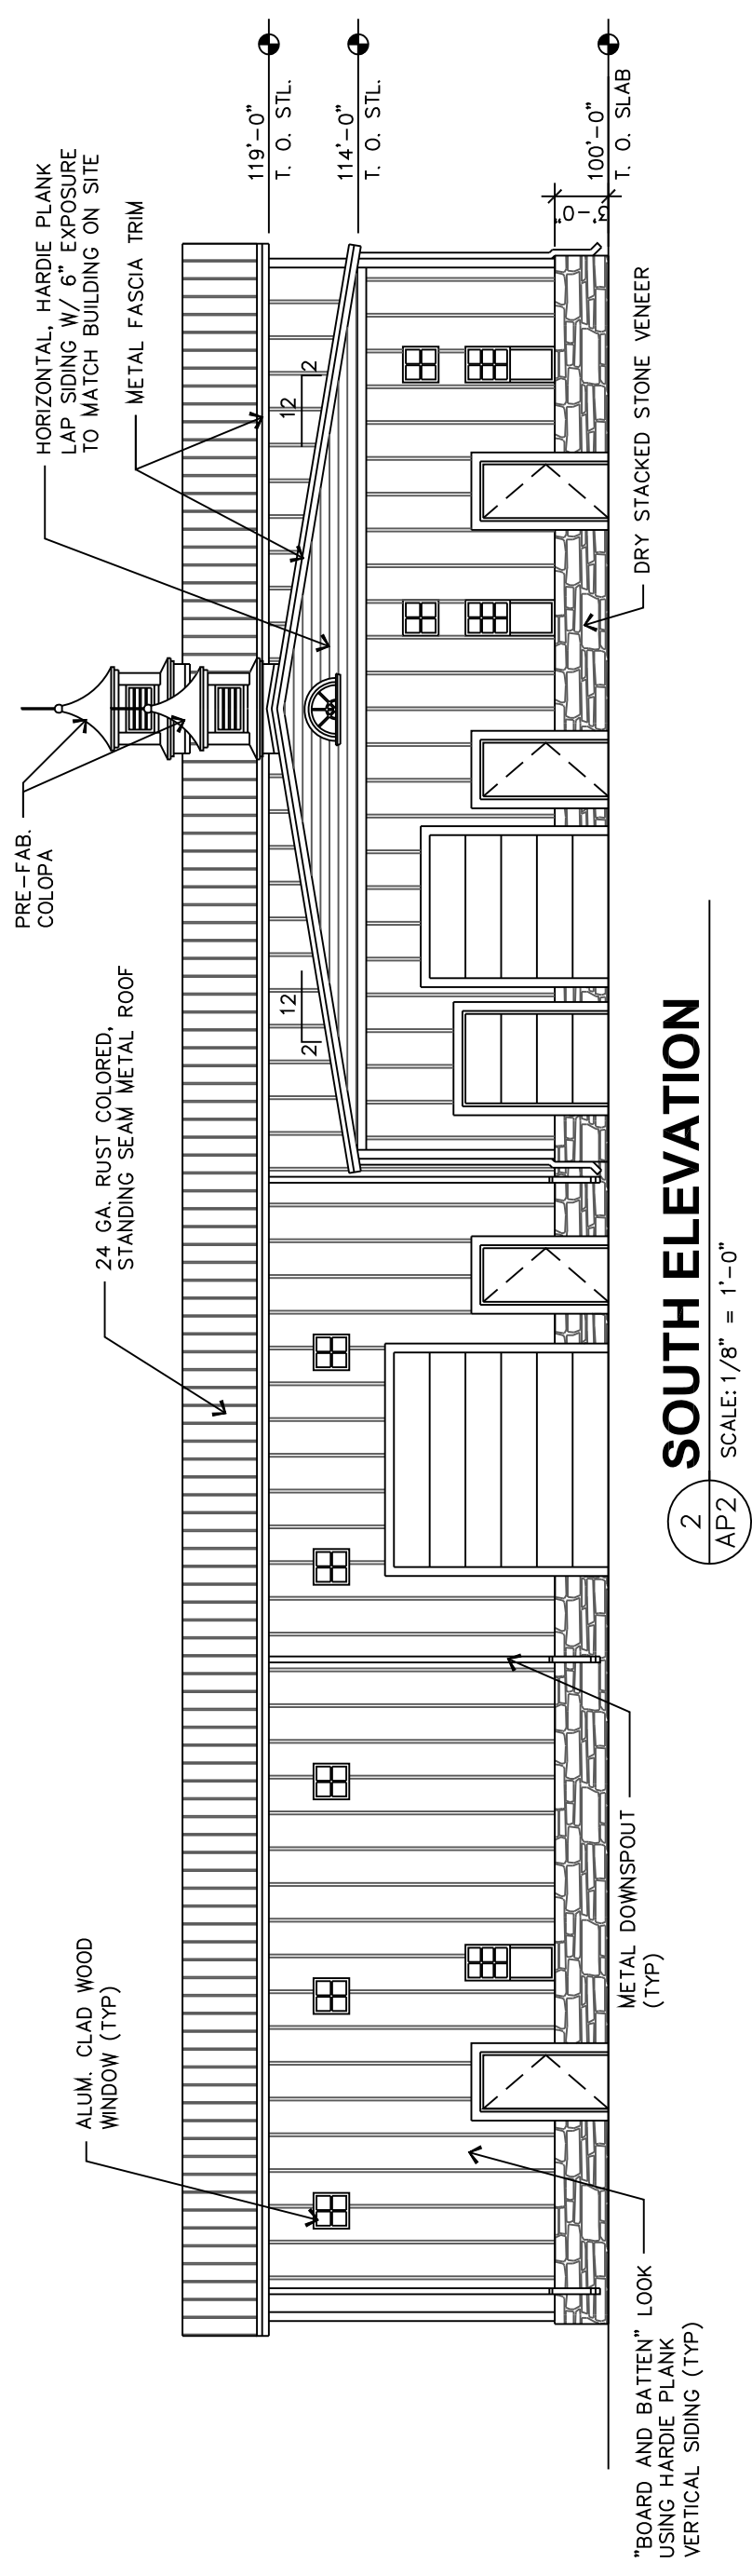 PRE-FAB.
COLOPA
HORIZONTAL, HARDIE PLANK
LAP SIDING W/ 6" EXPOSURE
TO MATCH BUILDING ON SITE
METAL FASCIA TRIM
24 GA. RUST COLORED,
STANDING SEAM METAL ROOF
ALUM. CLAD WOOD
WINDOW (TYP)
119'-0"
T. O. STL.
114'-0"
T. O. STL.
100'-0"
T. O. SLAB
3'-0"
12
2
12
2
"BOARD AND BATTEN" LOOK
USING HARDIE PLANK
VERTICAL SIDING (TYP)
METAL DOWNSPOUT
(TYP)
DRY STACKED STONE VENEER
2
AP2
SOUTH ELEVATION
SCALE: 1/8" = 1'-0"